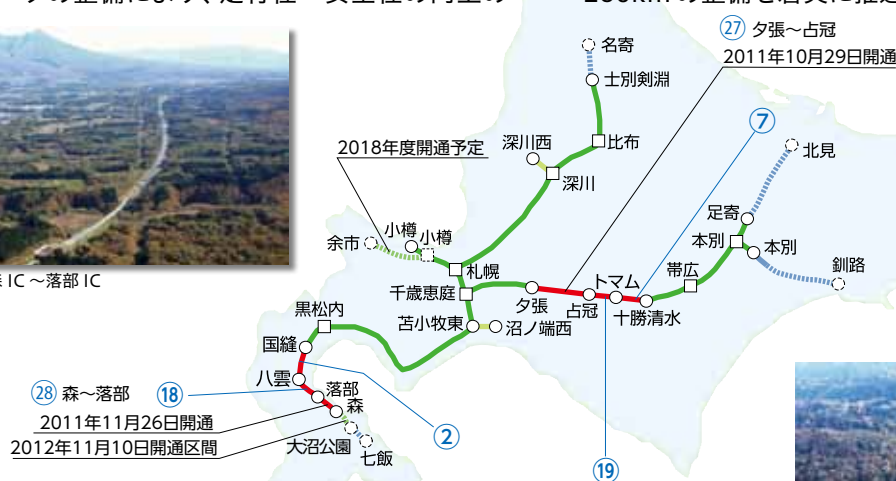 ㉗ 夕張～占冠
2011年10月29日開通
名寄
士別剣淵
⑦
2018年度開通予定
深川西
比布
北見
深川
足寄
小樽
小樽
余市
本別
本別
札幌
帯広
釧路
千歳恵庭
トマム
夕張
占冠
十勝清水
黒松内
苫小牧東
沼ノ端西
国縫
八雲
㉘ 森～落部
⑱
落部
森
2011年11月26日開通
②
2012年11月10日開通区間
大沼公園
七飯
⑲
IC～落部 IC